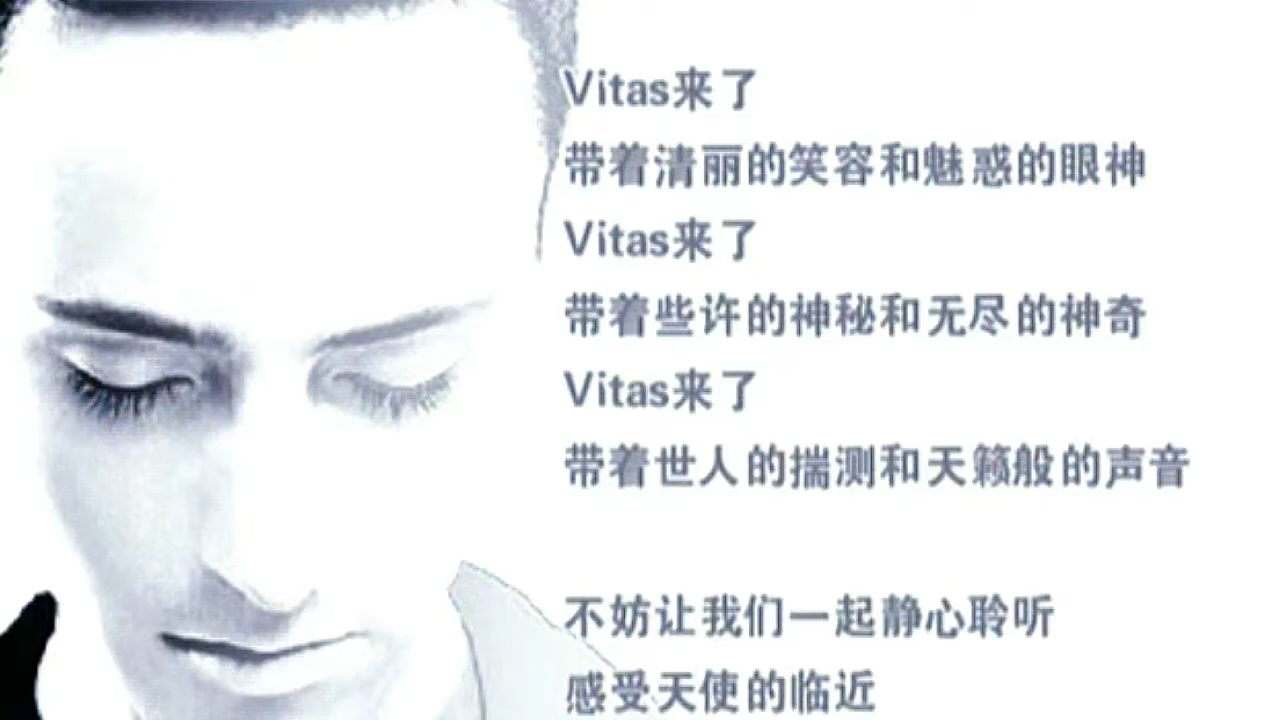 Vitas来了
带着清丽的笑容和魅惑的眼神
Vitas来了
带着些许的神秘和无尽的神奇
Vitas来了
带着世人的揣测和天籁般的声音
不妨让我们一起静心聆听
感受天使的临近